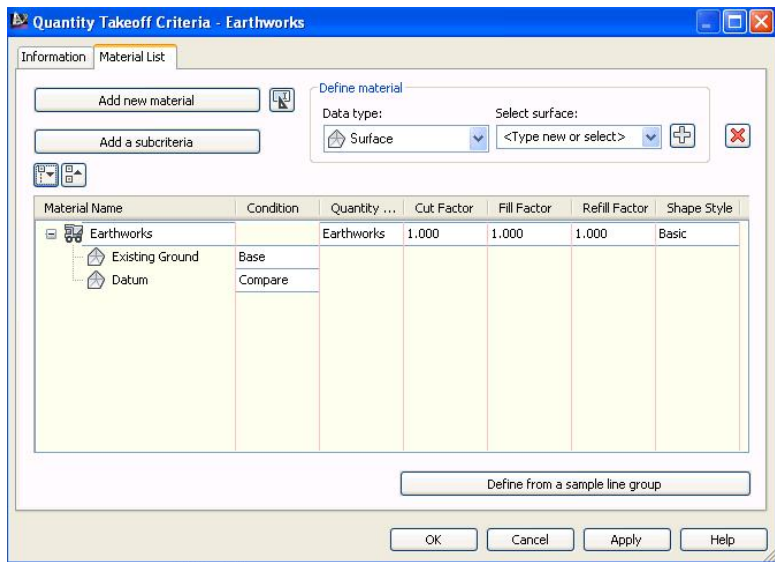 Quantity Takeoff Criteria - Earthworks
Information Material List
Add new material
Define material
Data type: Select surface:
Surface <Type new or select>
Add a subcriteria
Material Name Condition Quantity ... Cut Factor Fill Factor Refill Factor Shape Style
Earthworks Earthworks 1.000 1.000 1.000 Basic
Existing Ground Base
Datum Compare
Define from a sample line group
OK Cancel Apply Help